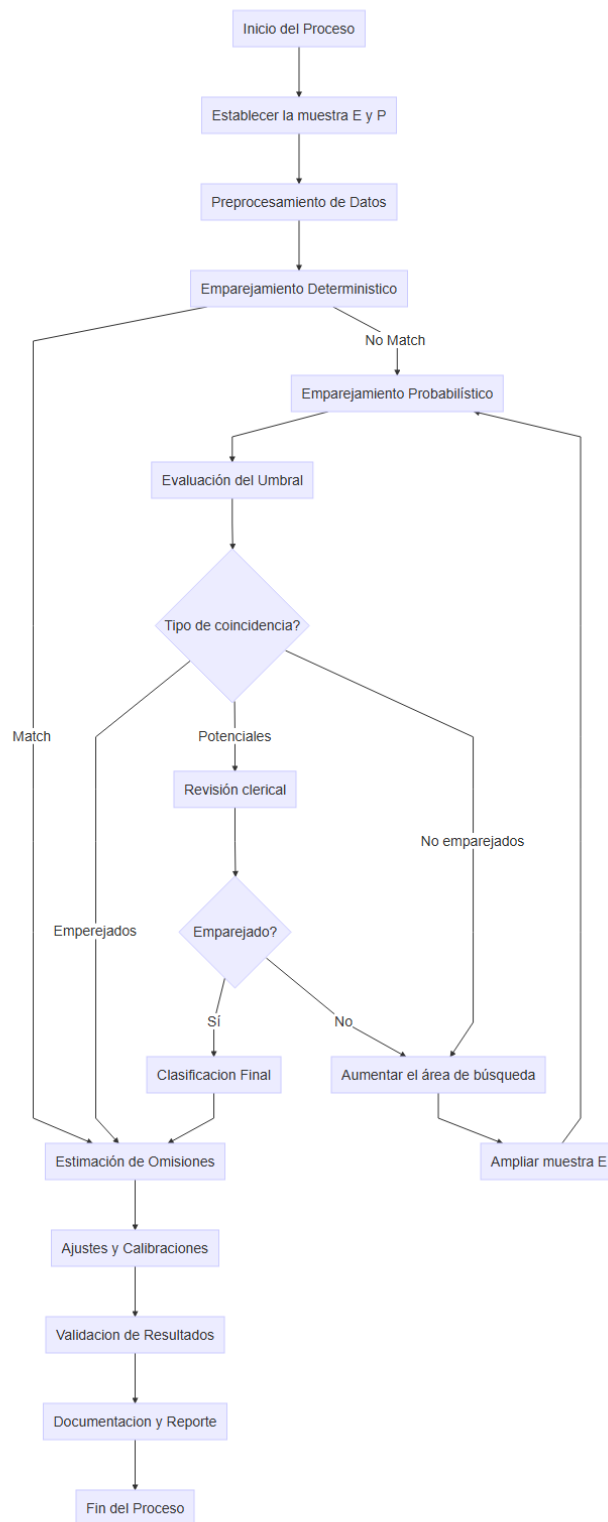 Inicio del Proceso
Establecer la muestra E y P
Preprocesamiento de Datos
Emparejamiento Deterministico
No Match
Emparejamiento Probabilístico
Evaluación del Umbral
Tipo de coincidencia?
Match
Potenciales
Revisión clerical
No emparejados
Emperejados
Emparejado?
Sí
No
Clasificacion Final
Aumentar el área de búsqueda
Estimación de Omisiones
Ampliar muestra E
Ajustes y Calibraciones
Validacion de Resultados
Documentacion y Reporte
Fin del Proceso